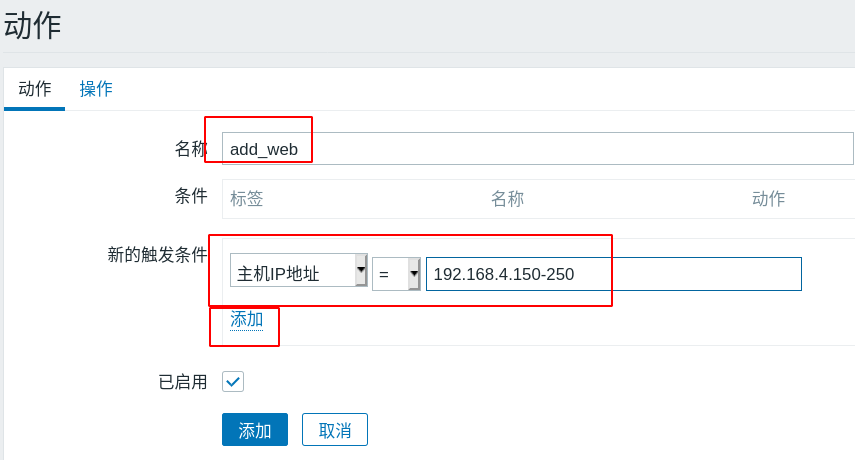 动作
动作 操作
名称 add_web
条件 标签 名称 动作
新的触发条件
主机IP地址 = 192.168.4.150-250
添加
已启用
添加 取消